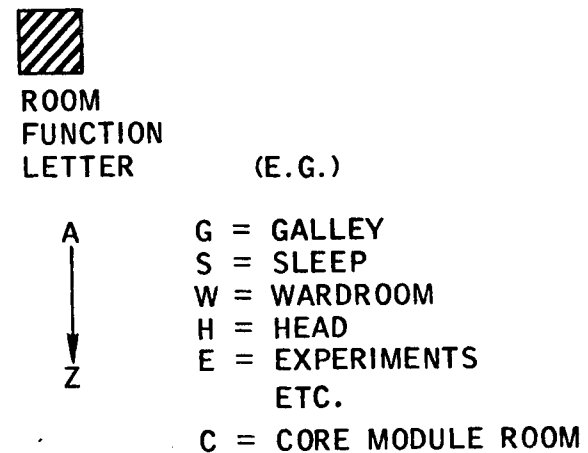 ROOM
FUNCTION
LETTER (E.G.)
A G = GALLEY
S = SLEEP
W = WARDROOM
H = HEAD
E = EXPERIMENTS
Z ETC.
C = CORE MODULE ROOM